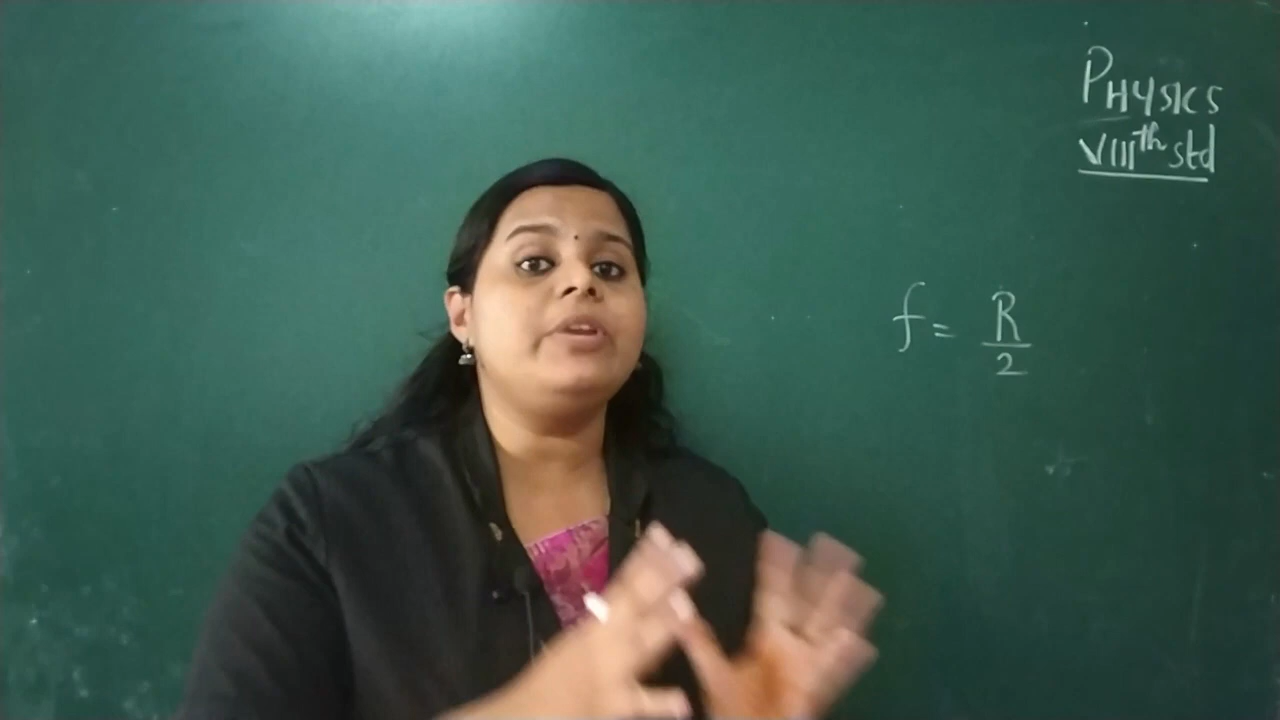 PHYSICS
VIIIth std
f = R/2